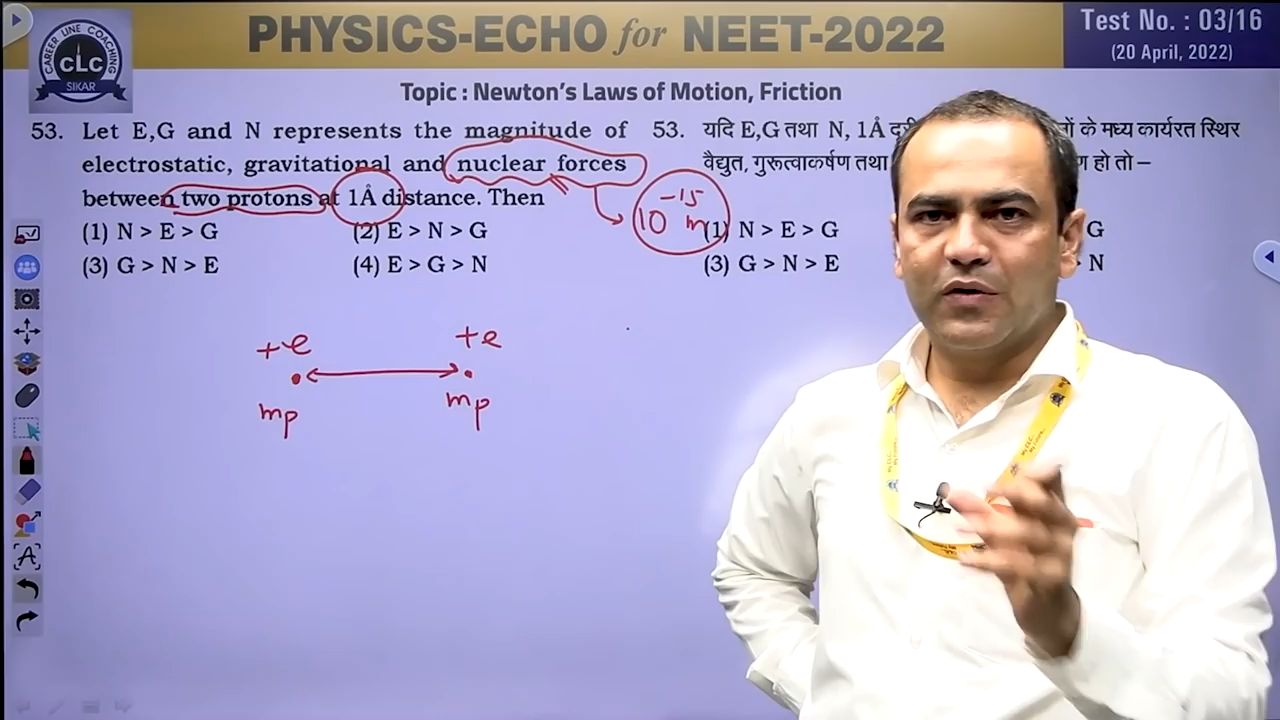 PHYSICS-ECHO for NEET-2022
Test No. : 03/16
(20 April, 2022)
CAREER LINE COACHING
CLC
SIKAR
Topic : Newton's Laws of Motion, Friction
53. Let E,G and N represents the magnitude of
electrostatic, gravitational and nuclear forces
between two protons at 1Å distance. Then
(1) N > E > G (2) E > N > G
(3) G > N > E (4) E > G > N
10⁻¹⁵ m
53. यदि E,G तथा N, 1Å के मध्य कार्यरत स्थिर
वैद्युत, गुरूत्वाकर्षण तथा हो तो –
(1) N > E > G G
(3) G > N > E > N
+e +e
mp mp
A